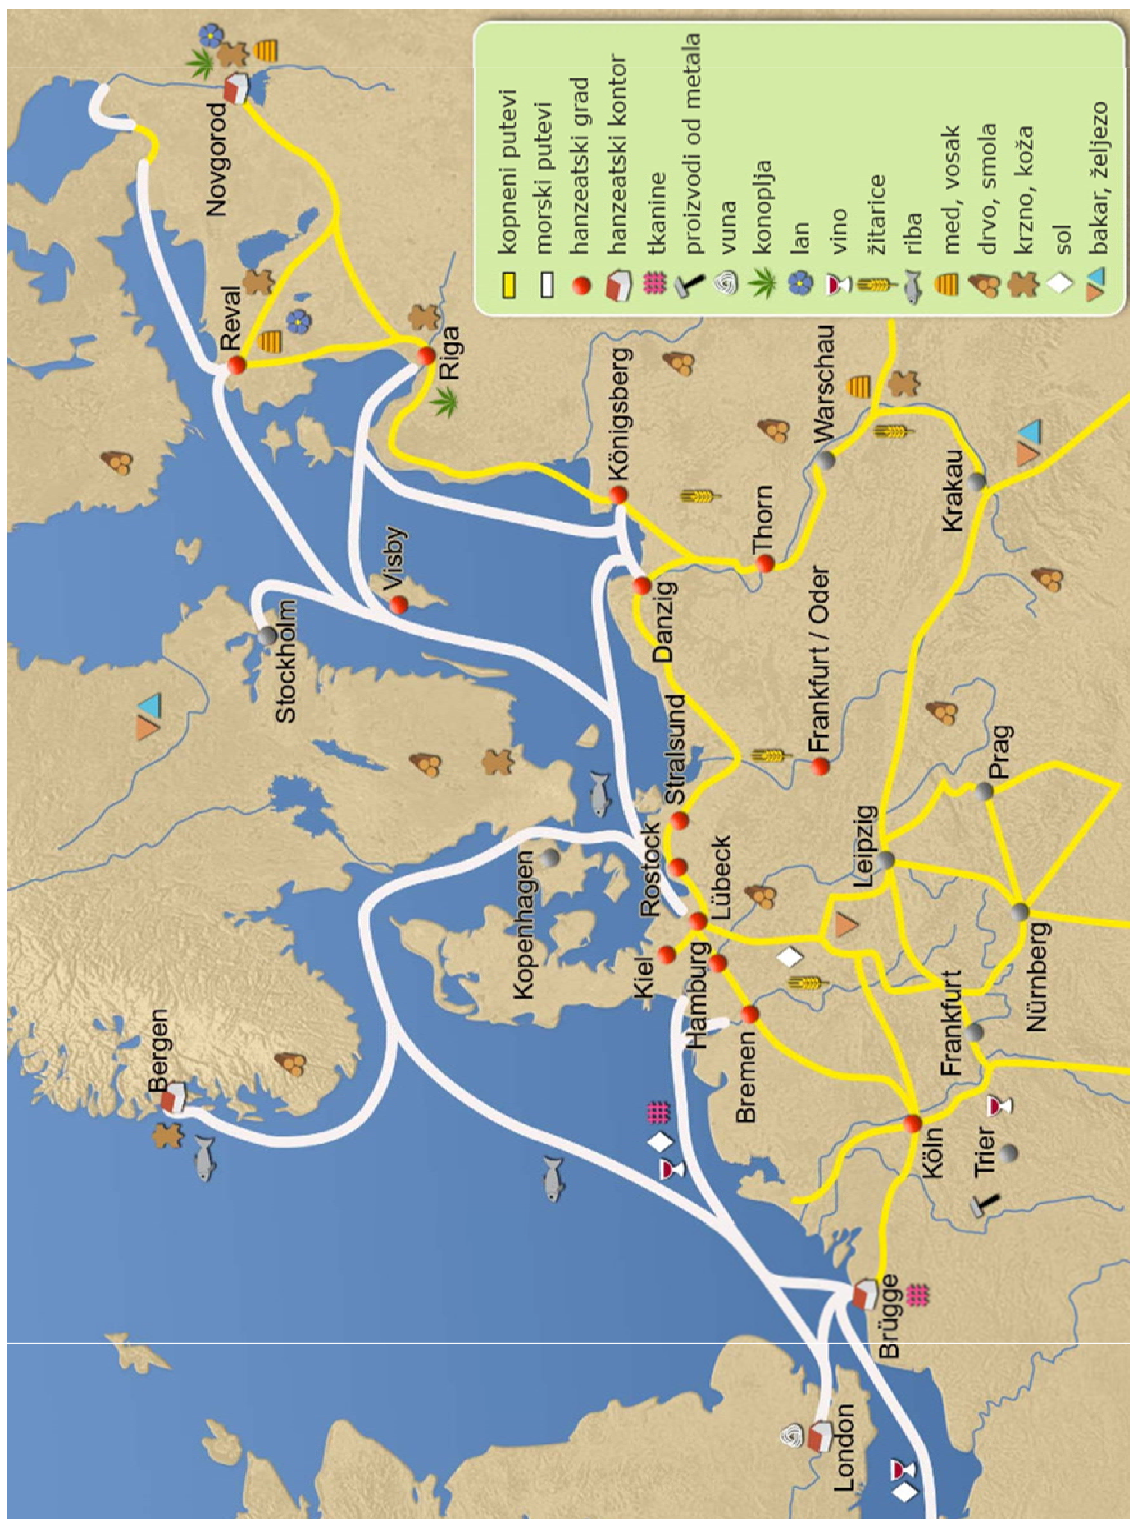 kopneni putevi
morski putevi
hanzeatski grad
hanzeatski kontor
tkanine
proizvodi od metala
vuna
konoplja
lan
vino
žitarice
riba
med, vosak
drvo, smola
krzno, koža
sol
bakar, željezo
Novgorod
Reval
Riga
Bergen
Stockholm
Visby
Königsberg
Danzig
Thorn
Warschau
Krakau
Frankfurt / Oder
Stralsund
Rostock
Lübeck
Kopenhagen
Kiel
Hamburg
Bremen
Leipzig
Prag
Nürnberg
Frankfurt
Köln
Trier
Brügge
London